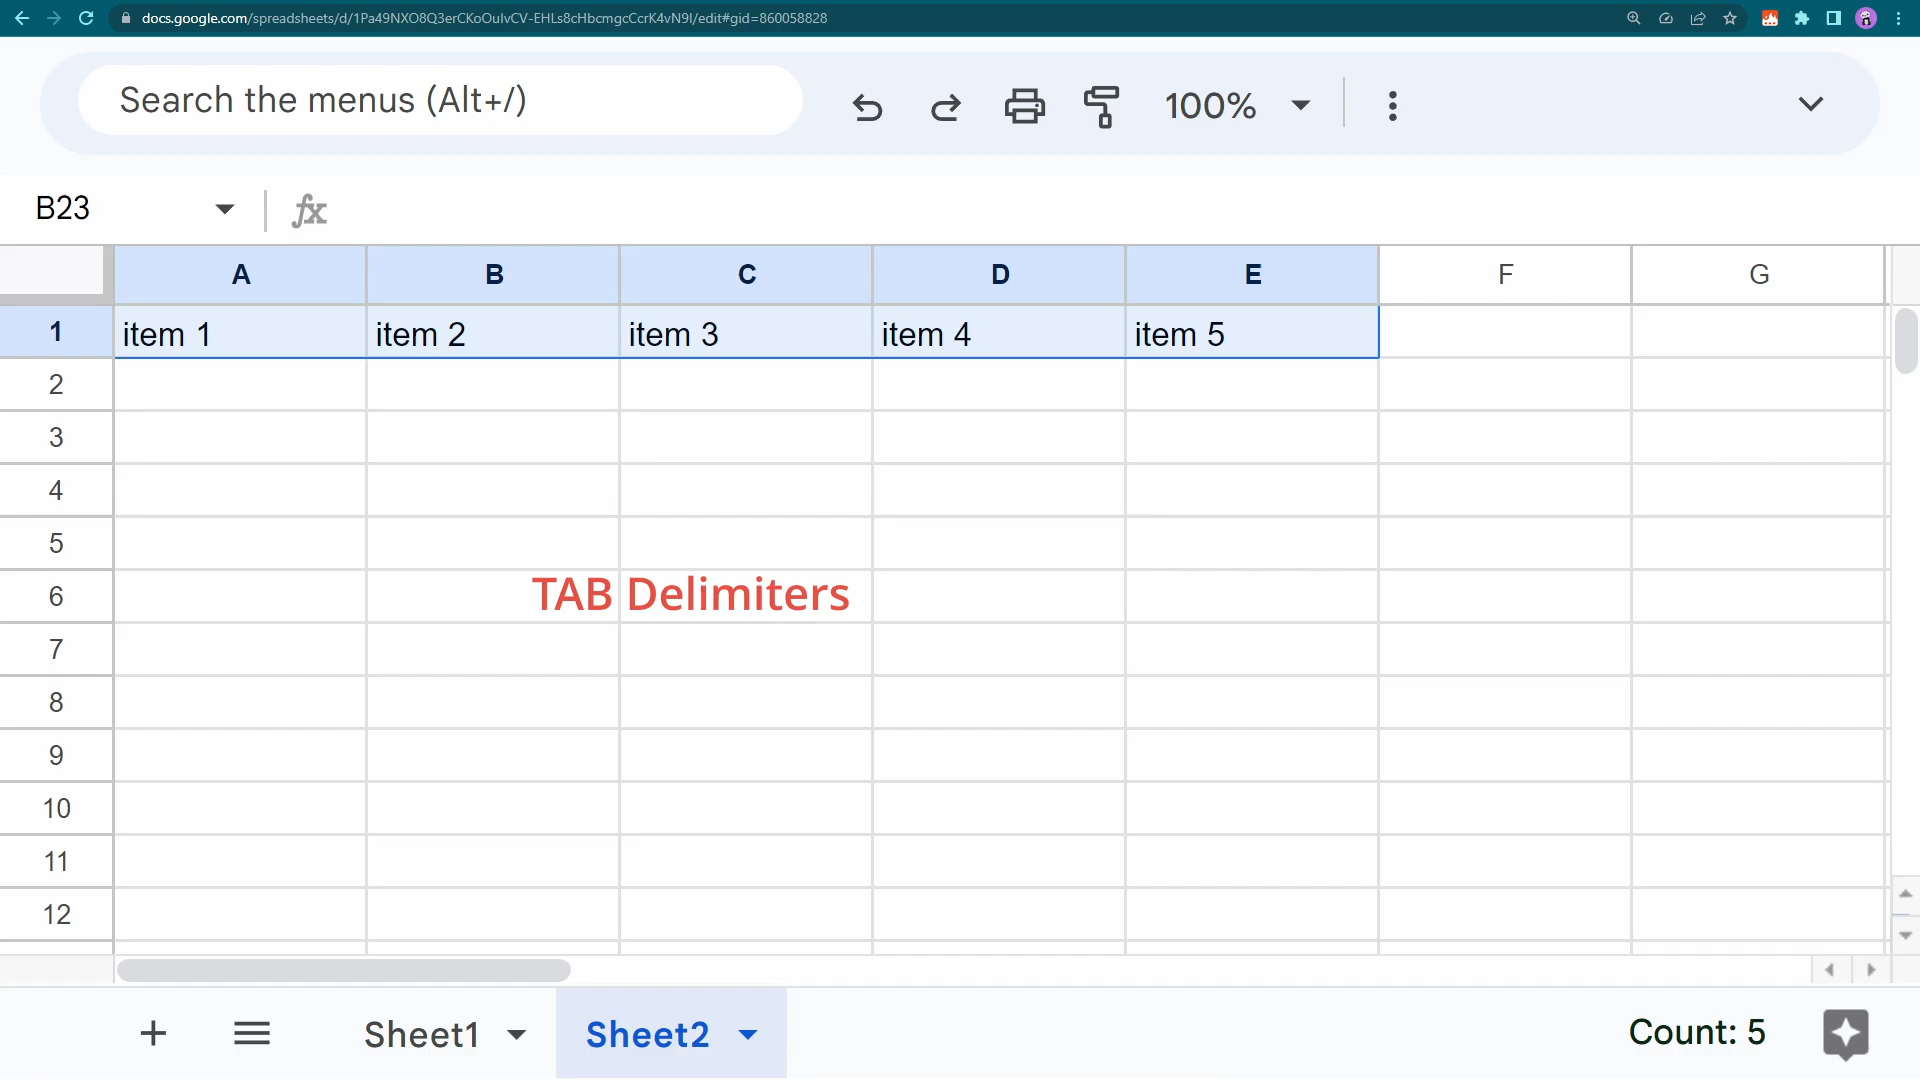 docs.google.com/spreadsheets/d/1Pa49NXO8Q3erCKoOuIvCV-EHLs8cHbcmgcCcrK4vN9I/edit#gid=860058828
Search the menus (Alt+/)
100%
B23
fx
A B C D E F G
1 item 1 item 2 item 3 item 4 item 5
2
3
4
5
6 TAB Delimiters
7
8
9
10
11
12
Sheet1 Sheet2 Count: 5